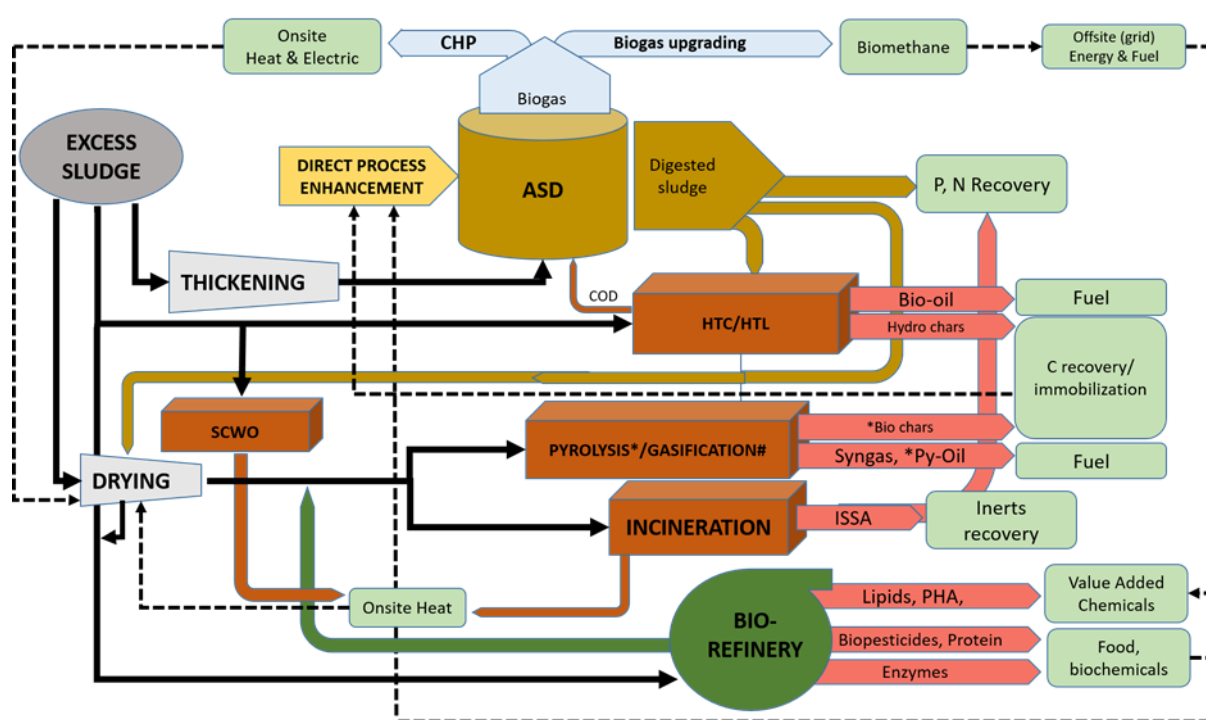 Onsite
Heat & Electric
CHP
Biogas upgrading
Biomethane
Offsite (grid)
Energy & Fuel
Biogas
EXCESS
SLUDGE
DIRECT PROCESS
ENHANCEMENT
ASD
Digested
sludge
P, N Recovery
THICKENING
COD
HTC/HTL
Bio-oil
Fuel
Hydro chars
C recovery/
immobilization
SCWO
PYROLYSIS*/GASIFICATION#
*Bio chars
Syngas, *Py-Oil
Fuel
DRYING
INCINERATION
ISSA
Inerts
recovery
Onsite Heat
BIO-
REFINERY
Lipids, PHA,
Value Added
Chemicals
Biopesticides, Protein
Food,
biochemicals
Enzymes